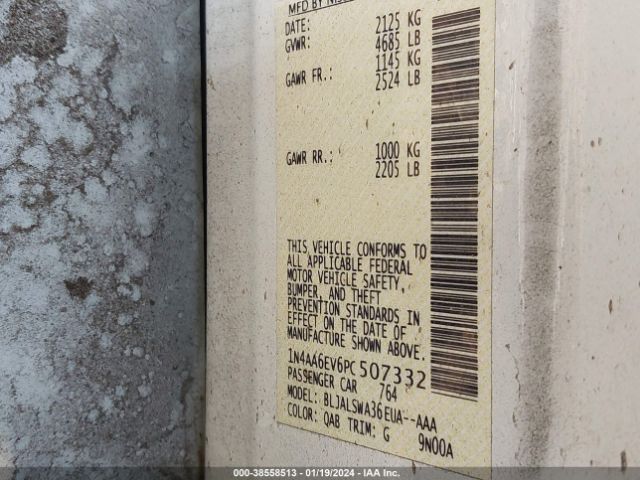 MFD BY
DATE: 2125 KG
GVWR: 4685 LB
1145 KG
GAWR FR.: 2524 LB
GAWR RR.: 1000 KG
2205 LB
THIS VEHICLE CONFORMS TO
ALL APPLICABLE FEDERAL
MOTOR VEHICLE SAFETY,
BUMPER, AND THEFT
PREVENTION STANDARDS IN
EFFECT ON THE DATE OF
MANUFACTURE SHOWN ABOVE.
1N4AA6EV6PC507332
PASSENGER CAR 764
MODEL: BLJALSWA36EUA--AAA
COLOR: QAB TRIM: G 9N00A
000-38558513 - 01/19/2024 - IAA Inc.